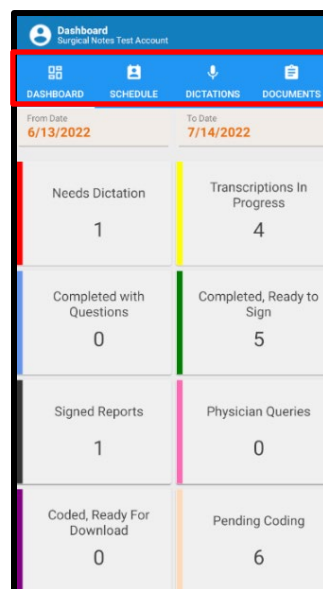 Dashboard
Surgical Notes Test Account
DASHBOARD SCHEDULE DICTATIONS DOCUMENTS
From Date To Date
6/13/2022 7/14/2022
Needs Dictation
1
Transcriptions In
Progress
4
Completed with
Questions
0
Completed, Ready to
Sign
5
Signed Reports
1
Physician Queries
0
Coded, Ready For
Download
0
Pending Coding
6